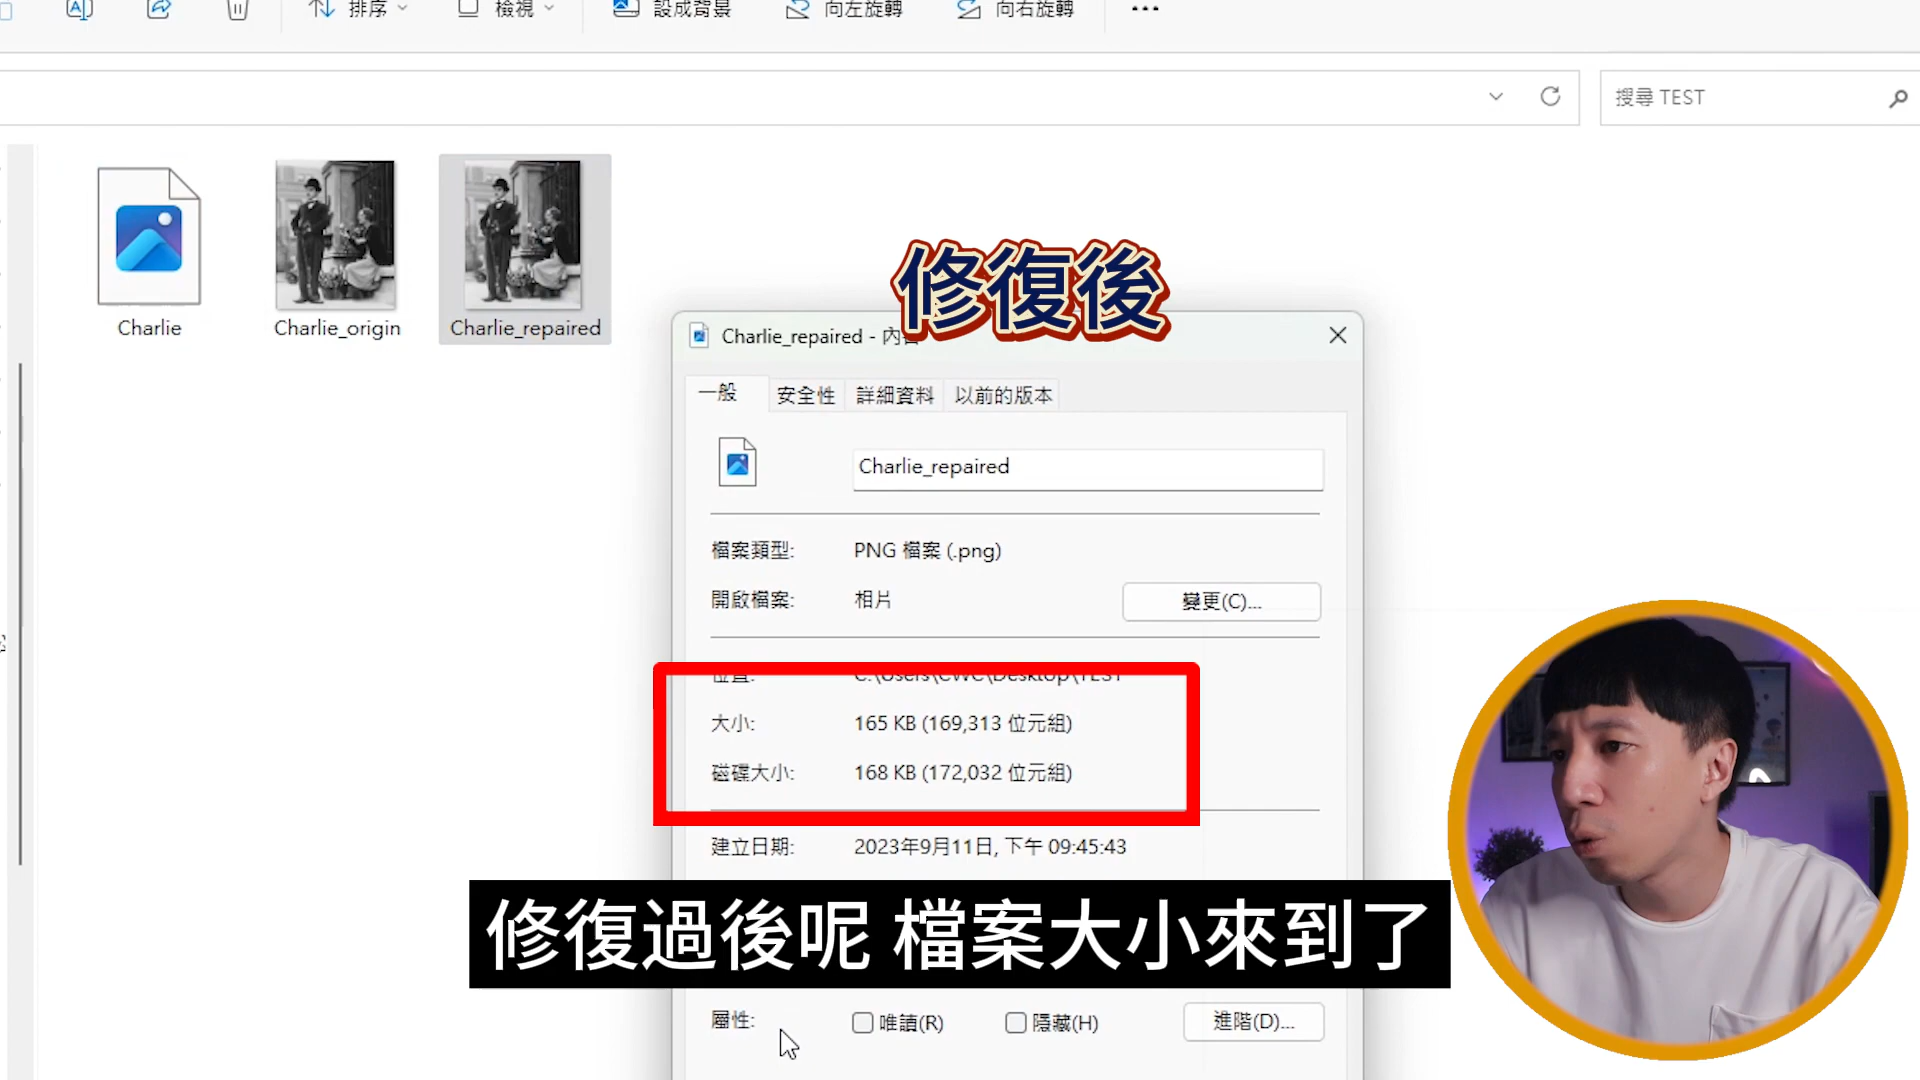 排序
檢視
設成背景
向左旋轉
向右旋轉
搜尋 TEST
Charlie
Charlie_origin
Charlie_repaired
修復後
Charlie_repaired - 內
一般
安全性
詳細資料
以前的版本
Charlie_repaired
檔案類型: PNG 檔案 (.png)
開啟檔案: 相片
變更(C)...
位置: C:\Users\CWC\Desktop\TEST
大小: 165 KB (169,313 位元組)
磁碟大小: 168 KB (172,032 位元組)
建立日期: 2023年9月11日, 下午 09:45:43
修復過後呢 檔案大小來到了
屬性:
唯讀(R)
隱藏(H)
進階(D)...